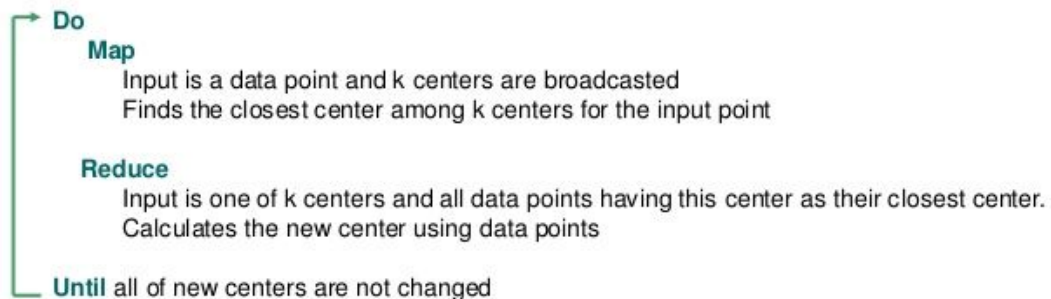 Do
Map
Input is a data point and k centers are broadcasted
Finds the closest center among k centers for the input point
Reduce
Input is one of k centers and all data points having this center as their closest center.
Calculates the new center using data points
Until all of new centers are not changed